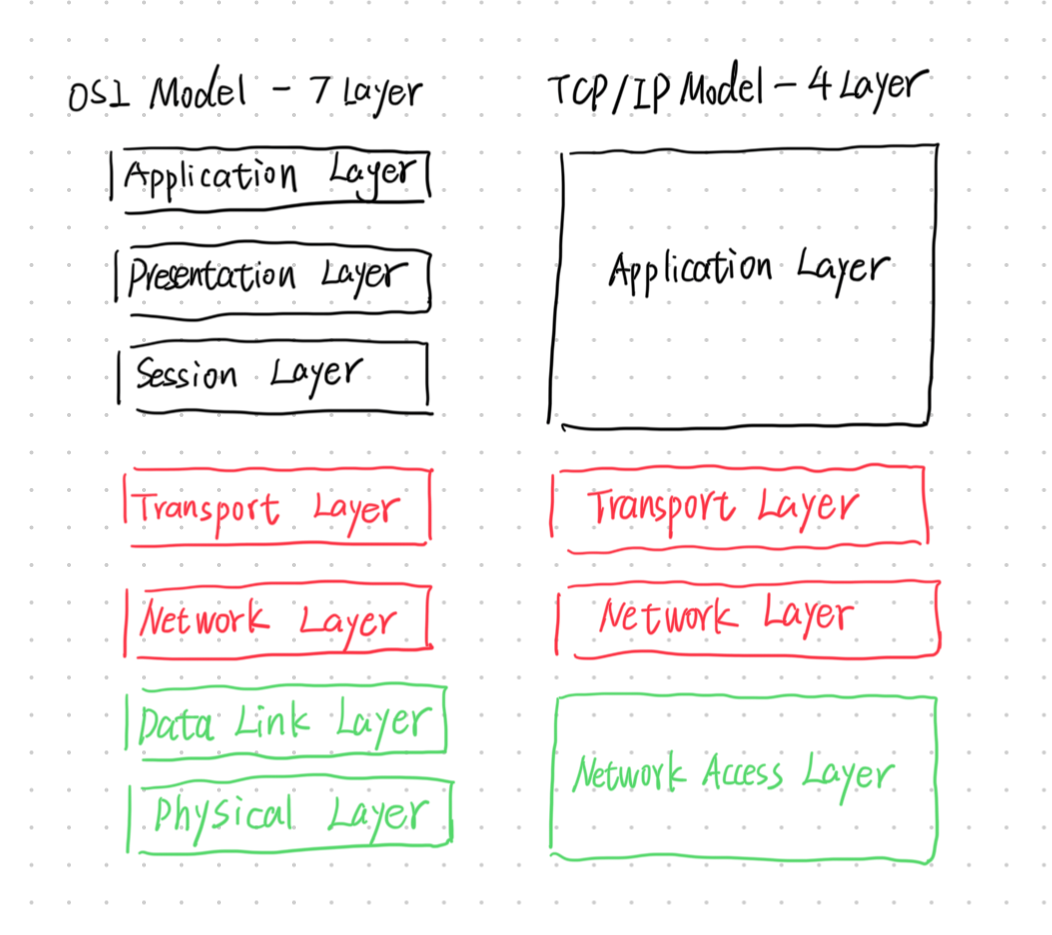 OSI Model - 7 Layer
Application Layer
Presentation Layer
Session Layer
Transport Layer
Network Layer
Data Link Layer
Physical Layer
TCP/IP Model - 4 Layer
Application Layer
Transport Layer
Network Layer
Network Access Layer